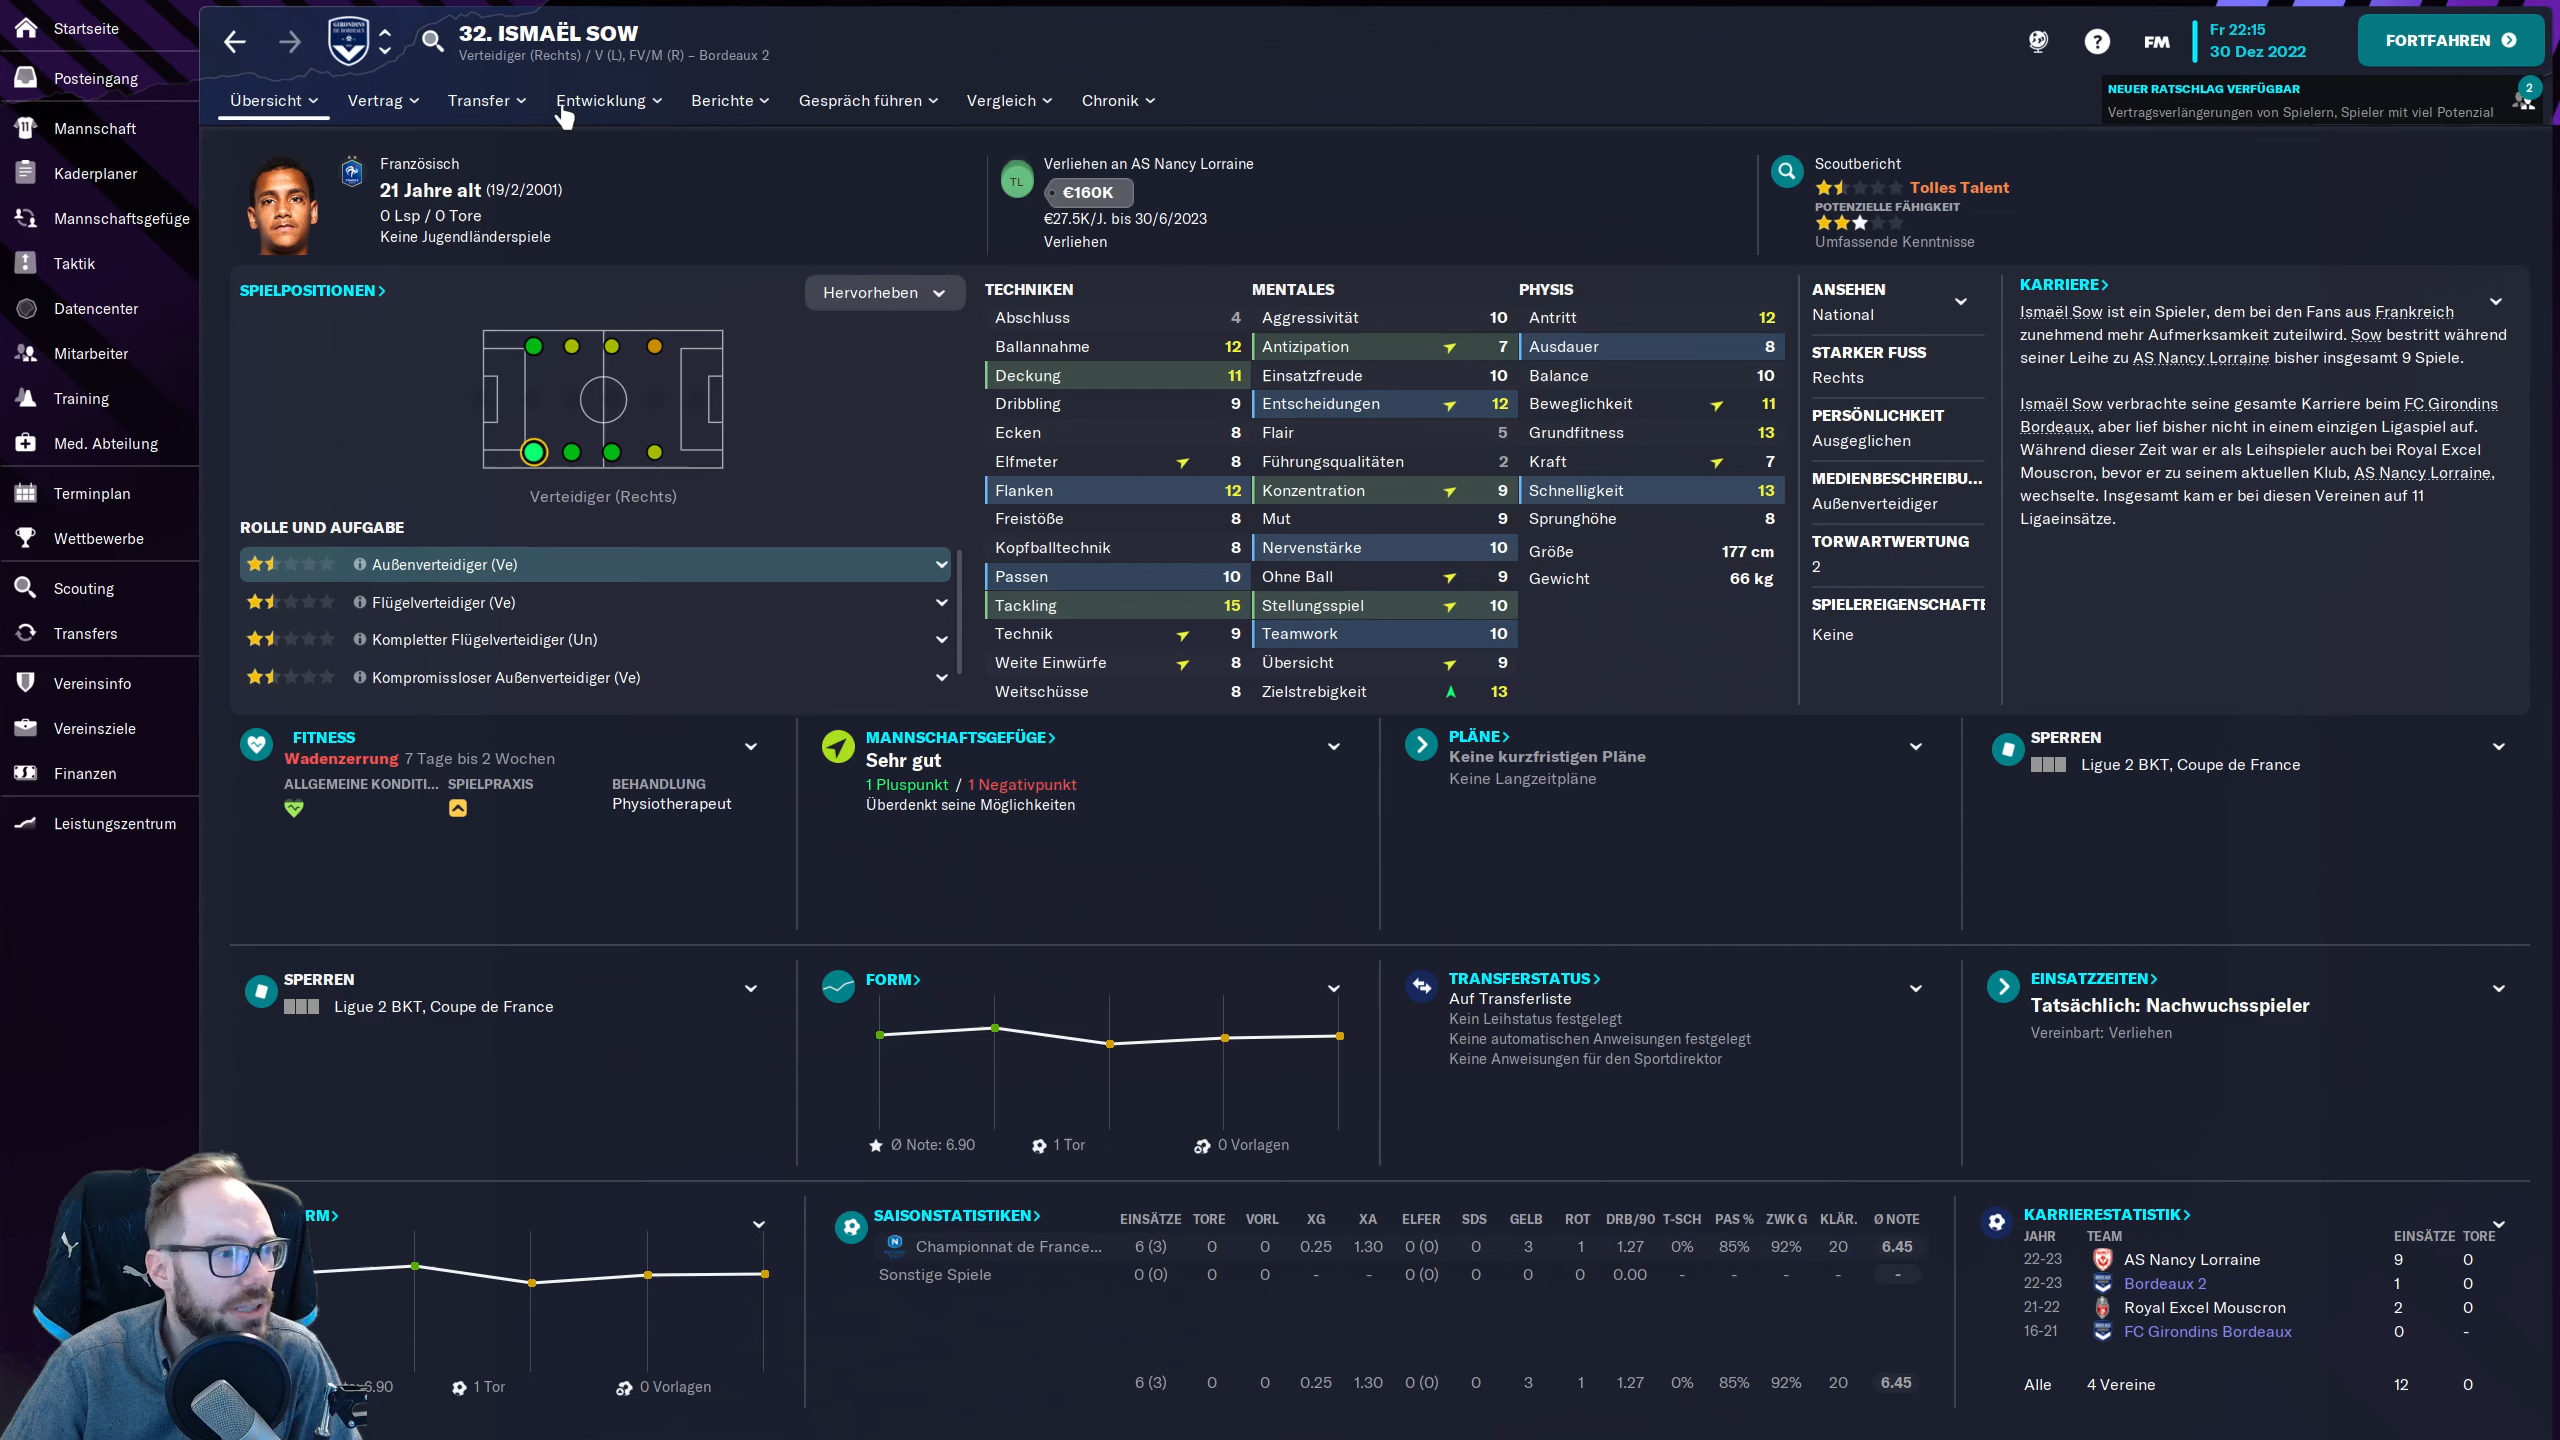 Startseite
Posteingang
Mannschaft
Kaderplaner
Mannschaftsgefüge
Taktik
Datencenter
Mitarbeiter
Training
Med. Abteilung
Terminplan
Wettbewerbe
Scouting
Transfers
Vereinsinfo
Vereinsziele
Finanzen
Leistungszentrum
32. ISMAËL SOW
Verteidiger (Rechts) / V (L), FV/M (R) – Bordeaux 2
FM
Fr 22:15
30 Dez 2022
FORTFAHREN
Übersicht Vertrag Transfer Entwicklung Berichte Gespräch führen Vergleich Chronik
NEUER RATSCHLAG VERFÜGBAR
Vertragsverlängerungen von Spielern, Spieler mit viel Potenzial
2
Französisch
21 Jahre alt (19/2/2001)
0 Lsp / 0 Tore
Keine Jugendländerspiele
TL
Verliehen an AS Nancy Lorraine
€160K
€27.5K/J. bis 30/6/2023
Verliehen
Scoutbericht
Tolles Talent
POTENZIELLE FÄHIGKEIT
Umfassende Kenntnisse
SPIELPOSITIONEN
Hervorheben
Verteidiger (Rechts)
ROLLE UND AUFGABE
Außenverteidiger (Ve)
Flügelverteidiger (Ve)
Kompletter Flügelverteidiger (Un)
Kompromissloser Außenverteidiger (Ve)
TECHNIKEN
Abschluss 4
Ballannahme 12
Deckung 11
Dribbling 9
Ecken 8
Elfmeter 8
Flanken 12
Freistöße 8
Kopfballtechnik 8
Passen 10
Tackling 15
Technik 9
Weite Einwürfe 8
Weitschüsse 8
MENTALES
Aggressivität 10
Antizipation 7
Einsatzfreude 10
Entscheidungen 12
Flair 5
Führungsqualitäten 2
Konzentration 9
Mut 9
Nervenstärke 10
Ohne Ball 9
Stellungsspiel 10
Teamwork 10
Übersicht 9
Zielstrebigkeit 13
PHYSIS
Antritt 12
Ausdauer 8
Balance 10
Beweglichkeit 11
Grundfitness 13
Kraft 7
Schnelligkeit 13
Sprunghöhe 8
Größe 177 cm
Gewicht 66 kg
ANSEHEN
National
STARKER FUSS
Rechts
PERSÖNLICHKEIT
Ausgeglichen
MEDIENBESCHREIBU...
Außenverteidiger
TORWARTWERTUNG
2
SPIELEREIGENSCHAFTE
Keine
KARRIERE
Ismaël Sow ist ein Spieler, dem bei den Fans aus Frankreich
zunehmend mehr Aufmerksamkeit zuteilwird. Sow bestritt während
seiner Leihe zu AS Nancy Lorraine bisher insgesamt 9 Spiele.
Ismaël Sow verbrachte seine gesamte Karriere beim FC Girondins
Bordeaux, aber lief bisher nicht in einem einzigen Ligaspiel auf.
Während dieser Zeit war er als Leihspieler auch bei Royal Excel
Mouscron, bevor er zu seinem aktuellen Klub, AS Nancy Lorraine,
wechselte. Insgesamt kam er bei diesen Vereinen auf 11
Ligaeinsätze.
FITNESS
Wadenzerrung 7 Tage bis 2 Wochen
ALLGEMEINE KONDITI... SPIELPRAXIS BEHANDLUNG
Physiotherapeut
MANNSCHAFTSGEFÜGE
Sehr gut
1 Pluspunkt / 1 Negativpunkt
Überdenkt seine Möglichkeiten
PLÄNE
Keine kurzfristigen Pläne
Keine Langzeitpläne
SPERREN
Ligue 2 BKT, Coupe de France
SPERREN
Ligue 2 BKT, Coupe de France
FORM
Ø Note: 6.90 1 Tor 0 Vorlagen
TRANSFERSTATUS
Auf Transferliste
Kein Leihstatus festgelegt
Keine automatischen Anweisungen festgelegt
Keine Anweisungen für den Sportdirektor
EINSATZZEITEN
Tatsächlich: Nachwuchsspieler
Vereinbart: Verliehen
RM
6.90 1 Tor 0 Vorlagen
SAISONSTATISTIKEN EINSÄTZE TORE VORL XG XA ELFER SDS GELB ROT DRB/90 T-SCH PAS % ZWK G KLÄR. Ø NOTE
Championnat de France... 6 (3) 0 0 0.25 1.30 0 (0) 0 3 1 1.27 0% 85% 92% 20 6.45
Sonstige Spiele 0 (0) 0 0 - - 0 (0) 0 0 0 0.00 - - - - -
6 (3) 0 0 0.25 1.30 0 (0) 0 3 1 1.27 0% 85% 92% 20 6.45
KARRIERESTATISTIK
JAHR TEAM EINSÄTZE TORE
22-23 AS Nancy Lorraine 9 0
22-23 Bordeaux 2 1 0
21-22 Royal Excel Mouscron 2 0
16-21 FC Girondins Bordeaux 0 -
Alle 4 Vereine 12 0